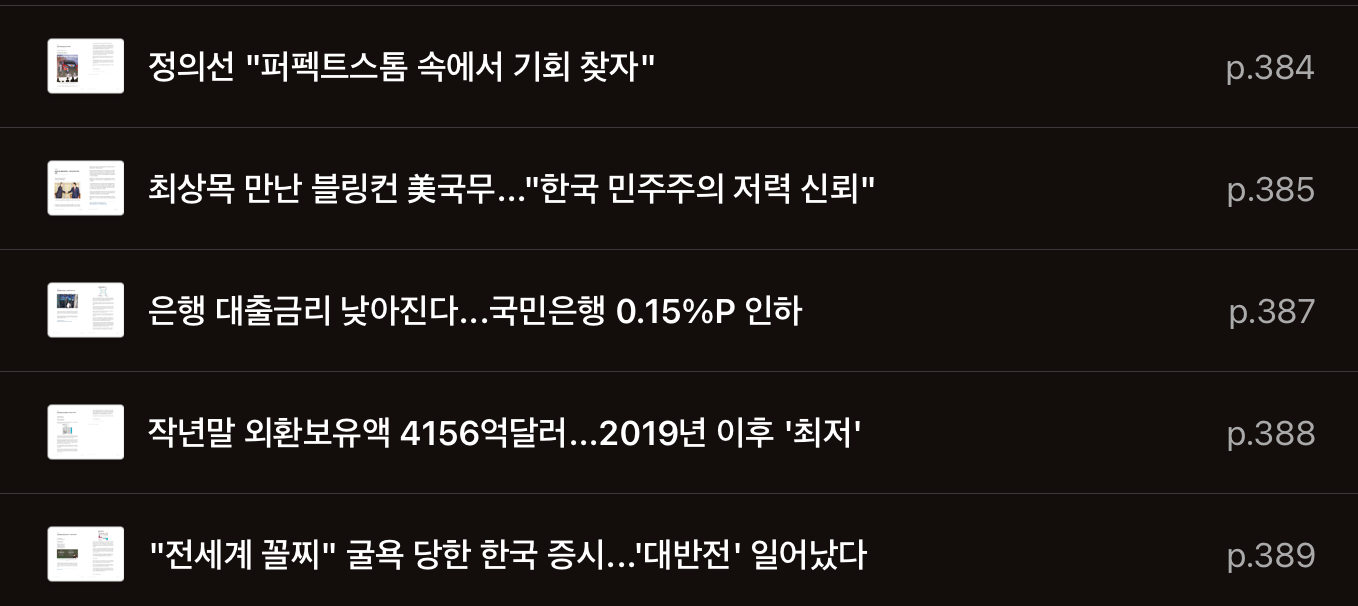 정의선 "퍼펙트스톰 속에서 기회 찾자" p.384
최상목 만난 블링컨 美국무..."한국 민주주의 저력 신뢰" p.385
은행 대출금리 낮아진다...국민은행 0.15%P 인하 p.387
작년말 외환보유액 4156억달러...2019년 이후 '최저' p.388
"전세계 꼴찌" 굴욕 당한 한국 증시...'대반전' 일어났다 p.389